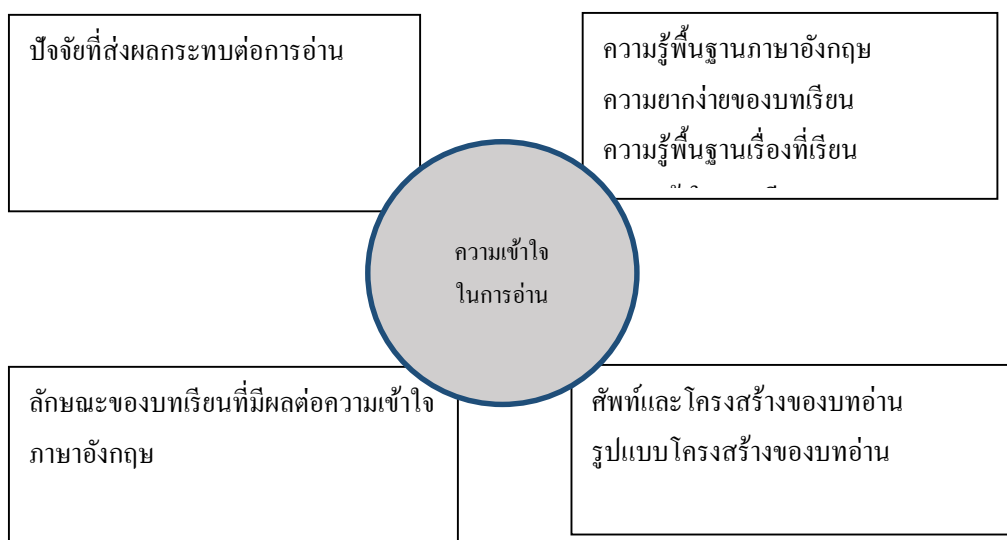 ปัจจัยที่ส่งผลกระทบต่อการอ่าน
ความรู้พื้นฐานภาษาอังกฤษ
ความยากง่ายของบทเรียน
ความรู้พื้นฐานเรื่องที่เรียน
ความเข้าใจ
ในการอ่าน
ลักษณะของบทเรียนที่มีผลต่อความเข้าใจ
ภาษาอังกฤษ
ศัพท์และโครงสร้างของบทอ่าน
รูปแบบโครงสร้างของบทอ่าน